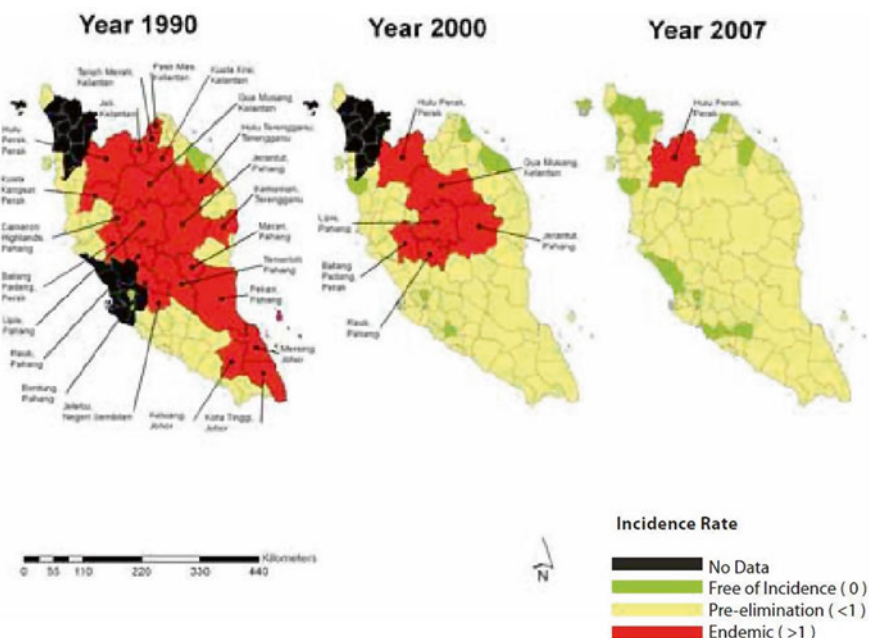 Year 1990
Year 2000
Year 2007
Tanah Merah,
Kelantan
Pasir Mas,
Kelantan
Kuala Krai,
Kelantan
Jeli,
Kelantan
Gua Musang,
Kelantan
Hulu
Perak,
Perak
Hulu Terengganu,
Terengganu
Kuala
Kangsar,
Perak
Jerantut,
Pahang
Cameron
Highlands,
Pahang
Kemaman,
Terengganu
Maran,
Pahang
Batang
Padang,
Perak
Temerloh,
Pahang
Lipis,
Pahang
Pekan,
Pahang
Raub,
Pahang
Mersing,
Johor
Bentong,
Pahang
Jelebu,
Negeri Sembilan
Keluang,
Johor
Kota Tinggi,
Johor
Hulu Perak,
Perak
Gua Musang,
Kelantan
Lipis,
Pahang
Jerantut,
Pahang
Batang
Padang,
Perak
Raub,
Pahang
Hulu Perak,
Perak
Kilometers
0 55 110 220 330 440
N
Incidence Rate
No Data
Free of Incidence ( 0 )
Pre-elimination ( <1 )
Endemic ( >1 )